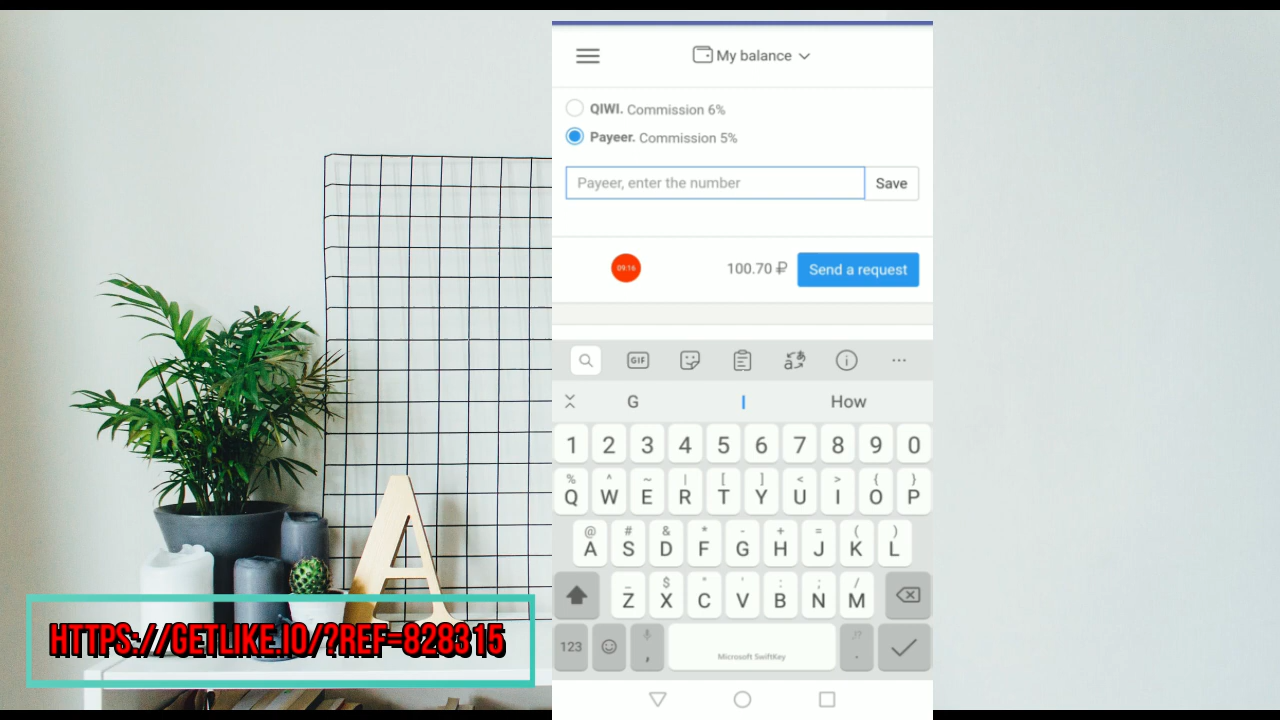 My balance
QIWI. Commission 6%
Payeer. Commission 5%
Payeer, enter the number
Save
09:16
100.70 ₽
Send a request
GIF
G
I
How
1 2 3 4 5 6 7 8 9 0
% ^ ~ | [ ] < > { }
Q W E R T Y U I O P
@ # & * - + = ( )
A S D F G H J K L
_ $ " ' : ; /
Z X C V B N M
123
,
Microsoft SwiftKey
!?
.
HTTPS://GETLIKE.IO/?REF=828315